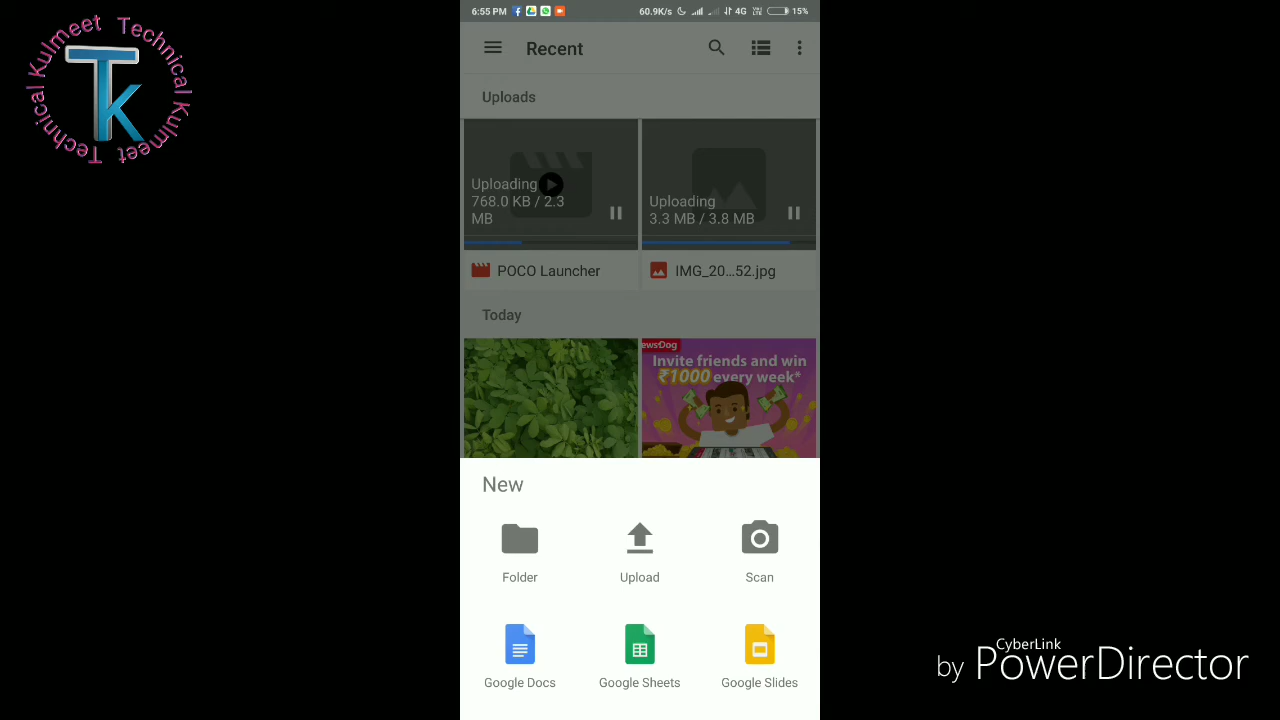 Technical Kulmeet Technical Kulmeet
Tk
6:55 PM
60.9K/s
4G
VoLTE
15%
Recent
Uploads
Uploading
768.0 KB / 2.3
MB
Uploading
3.3 MB / 3.8 MB
POCO Launcher
IMG_20...52.jpg
Today
ewsDog
Invite friends and win
₹1000 every week*
New
Folder
Upload
Scan
Google Docs
Google Sheets
Google Slides
CyberLink
by PowerDirector